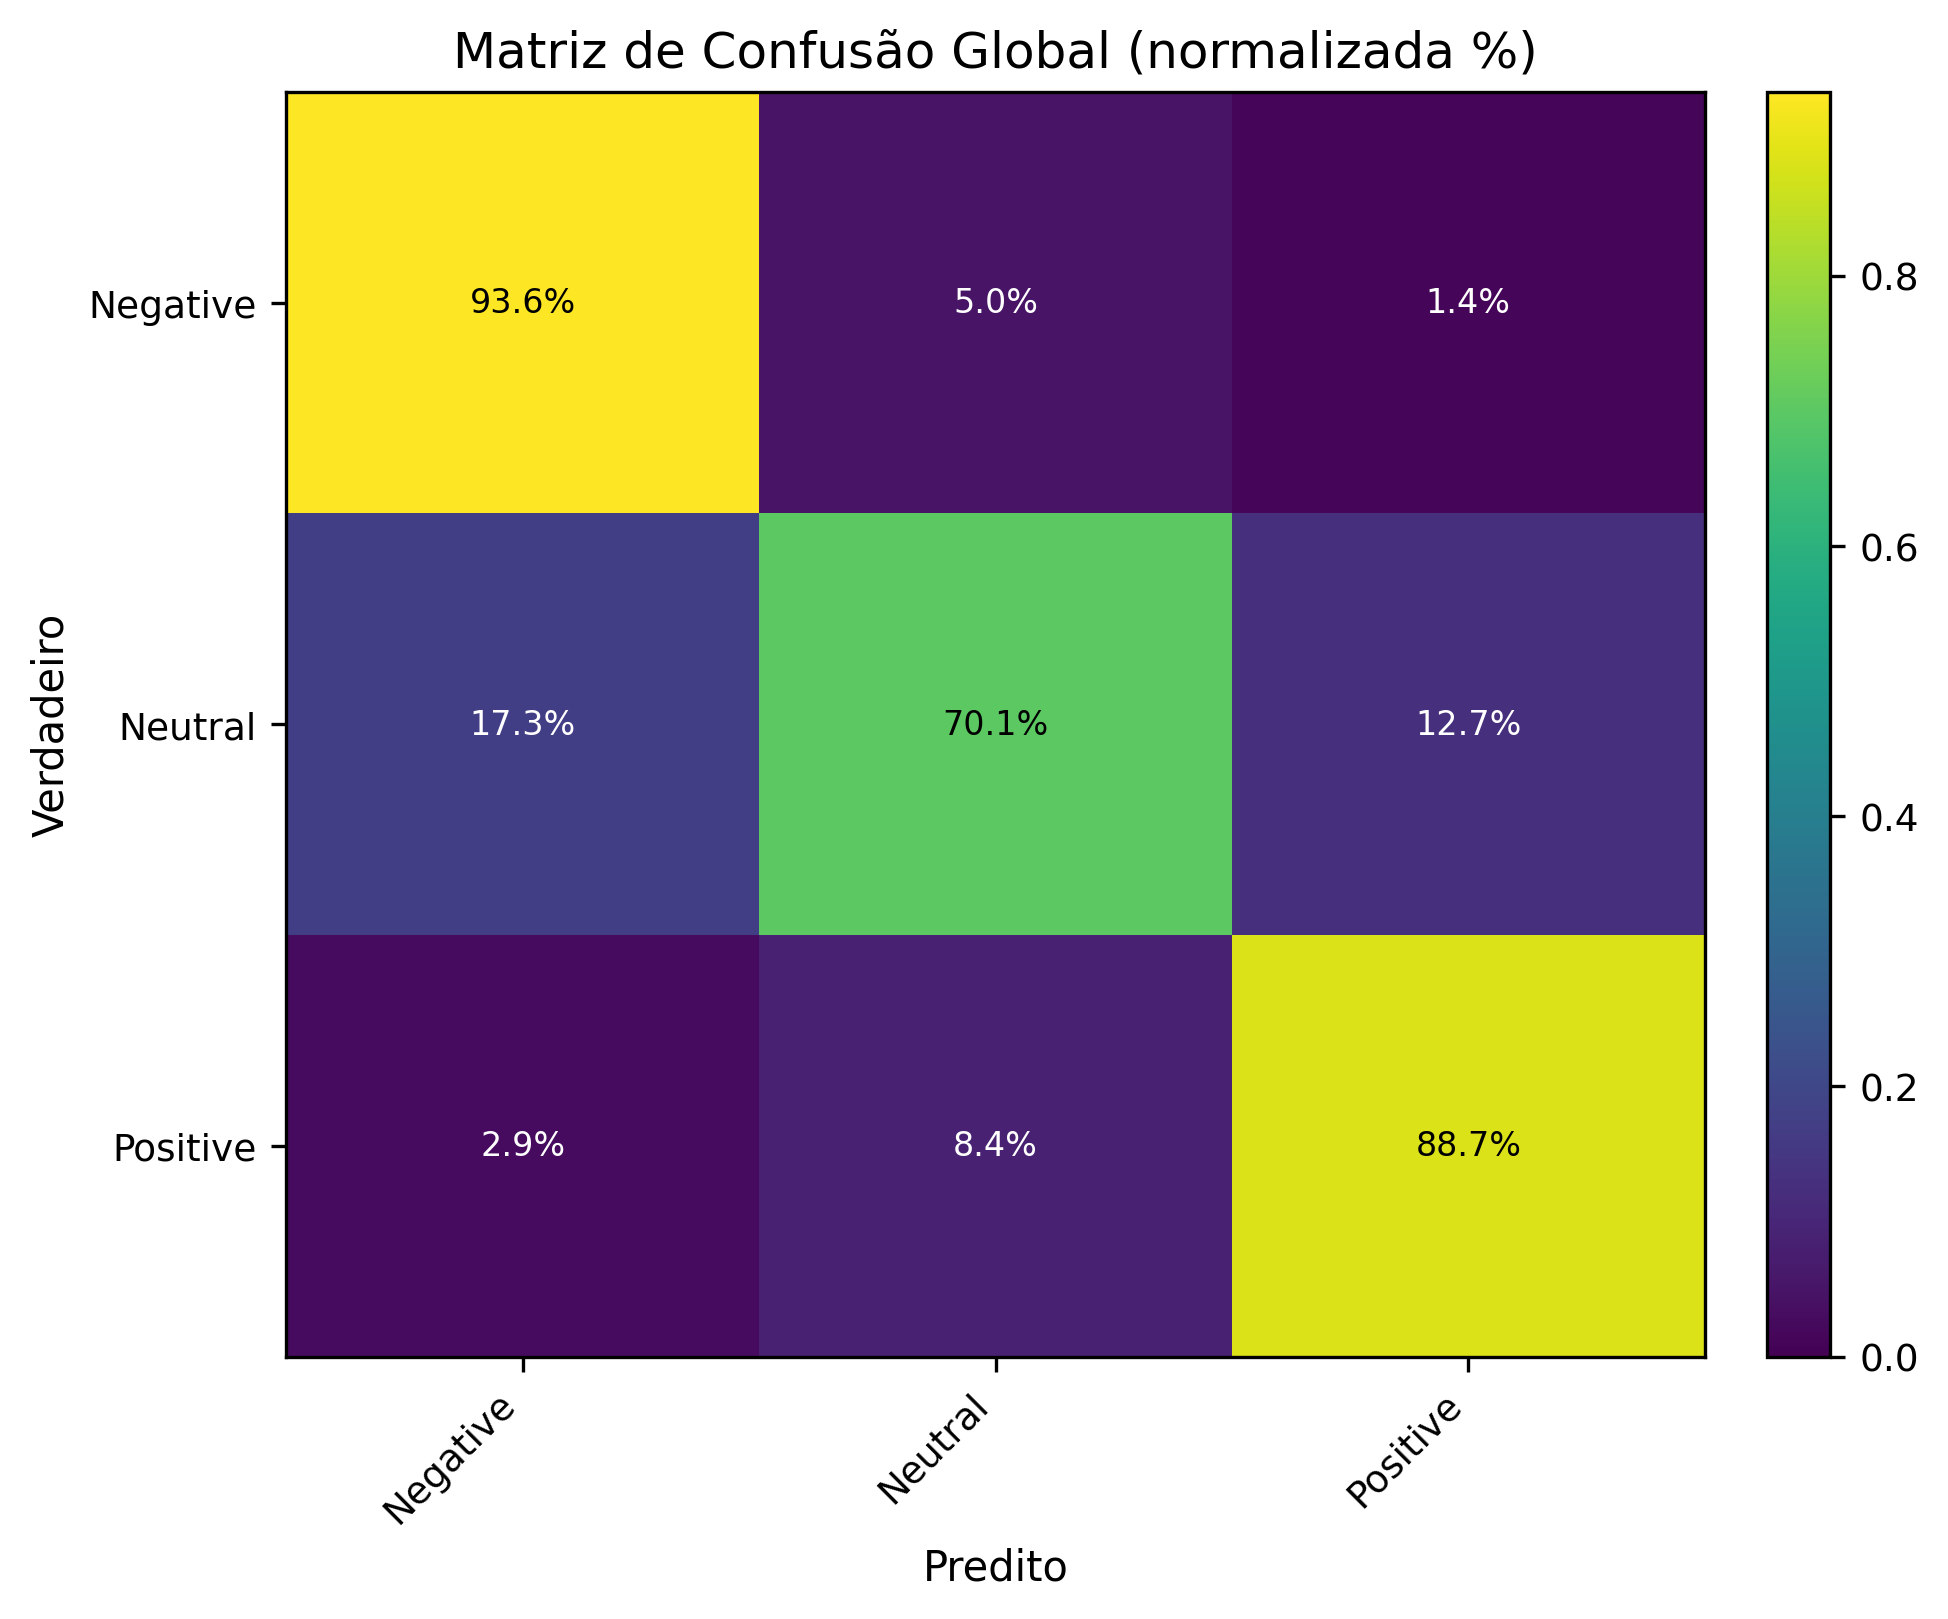 Matriz de Confusão Global (normalizada %)
Verdadeiro
Negative
93.6%
5.0%
1.4%
Neutral
17.3%
70.1%
12.7%
Positive
2.9%
8.4%
88.7%
Negative
Neutral
Positive
Predito
0.8
0.6
0.4
0.2
0.0